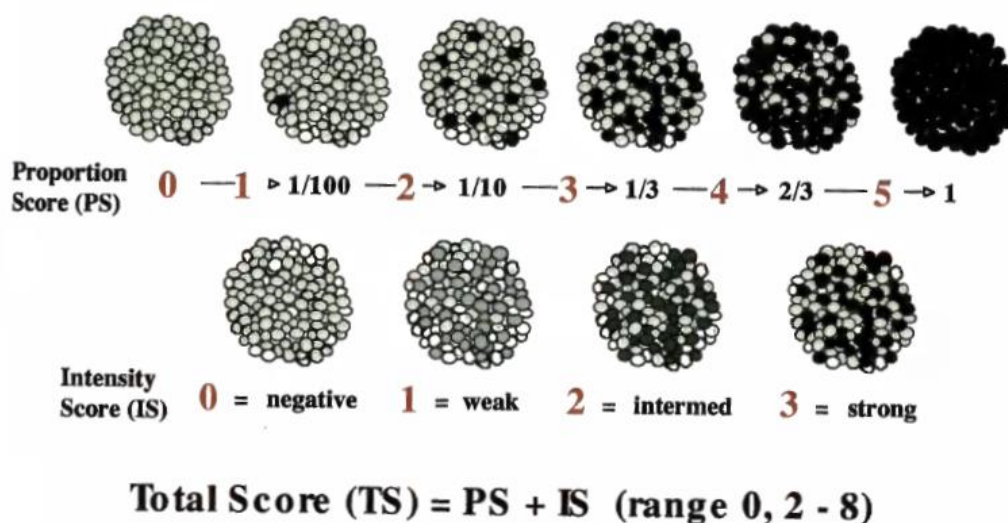 Proportion
Score (PS)
0 — 1 → 1/100 — 2 → 1/10 — 3 → 1/3 — 4 → 2/3 — 5 → 1
Intensity
Score (IS)
0 = negative 1 = weak 2 = intermed 3 = strong
Total Score (TS) = PS + IS (range 0, 2 - 8)